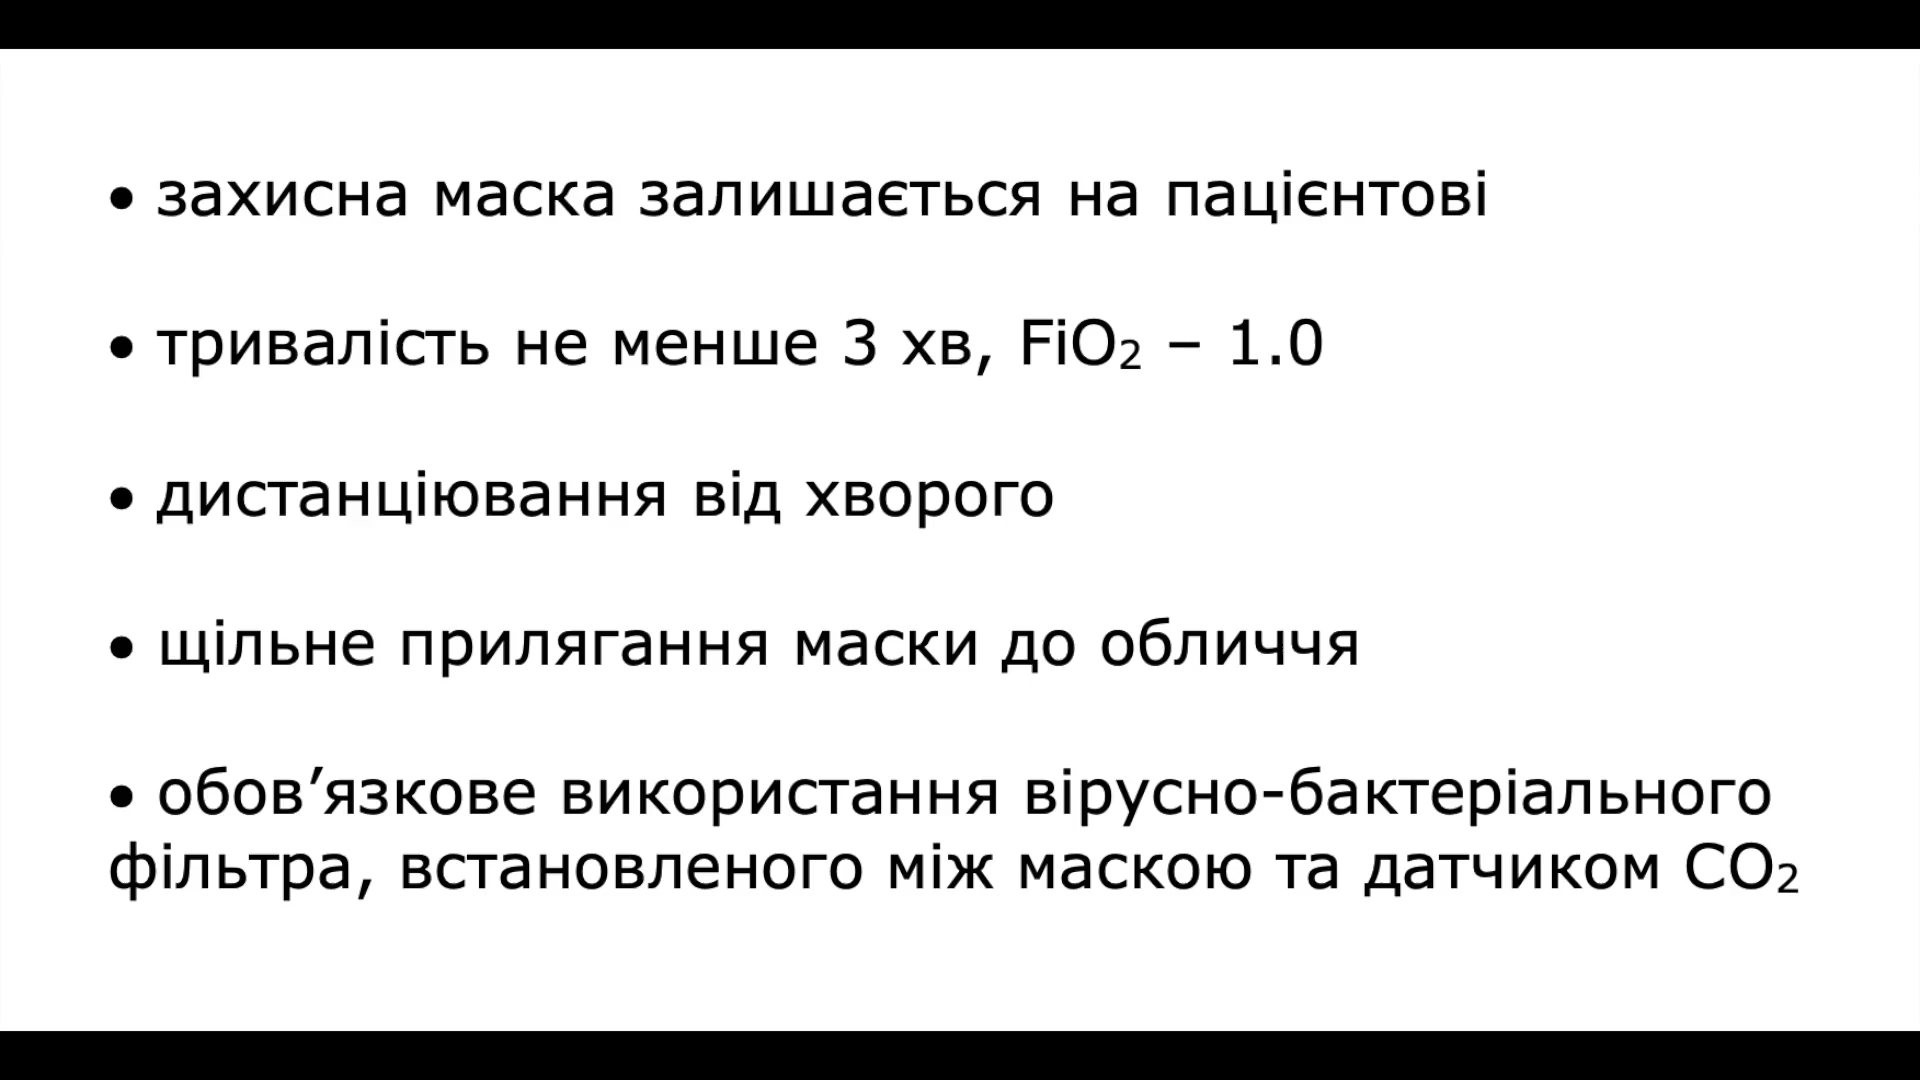 • захисна маска залишається на пацієнтові
• тривалість не менше 3 хв, FiO₂ – 1.0
• дистанціювання від хворого
• щільне прилягання маски до обличчя
• обов’язкове використання вірусно-бактеріального
фільтра, встановленого між маскою та датчиком CO₂